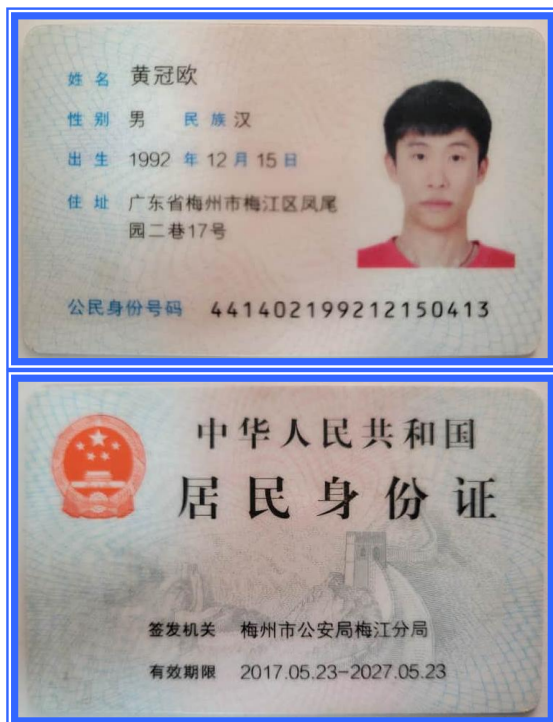 姓名 黄冠欧
性别 男 民族 汉
出生 1992 年 12 月 15 日
住址 广东省梅州市梅江区凤尾
园二巷17号
公民身份号码 441402199212150413
中华人民共和国
居民身份证
签发机关 梅州市公安局梅江分局
有效期限 2017.05.23-2027.05.23